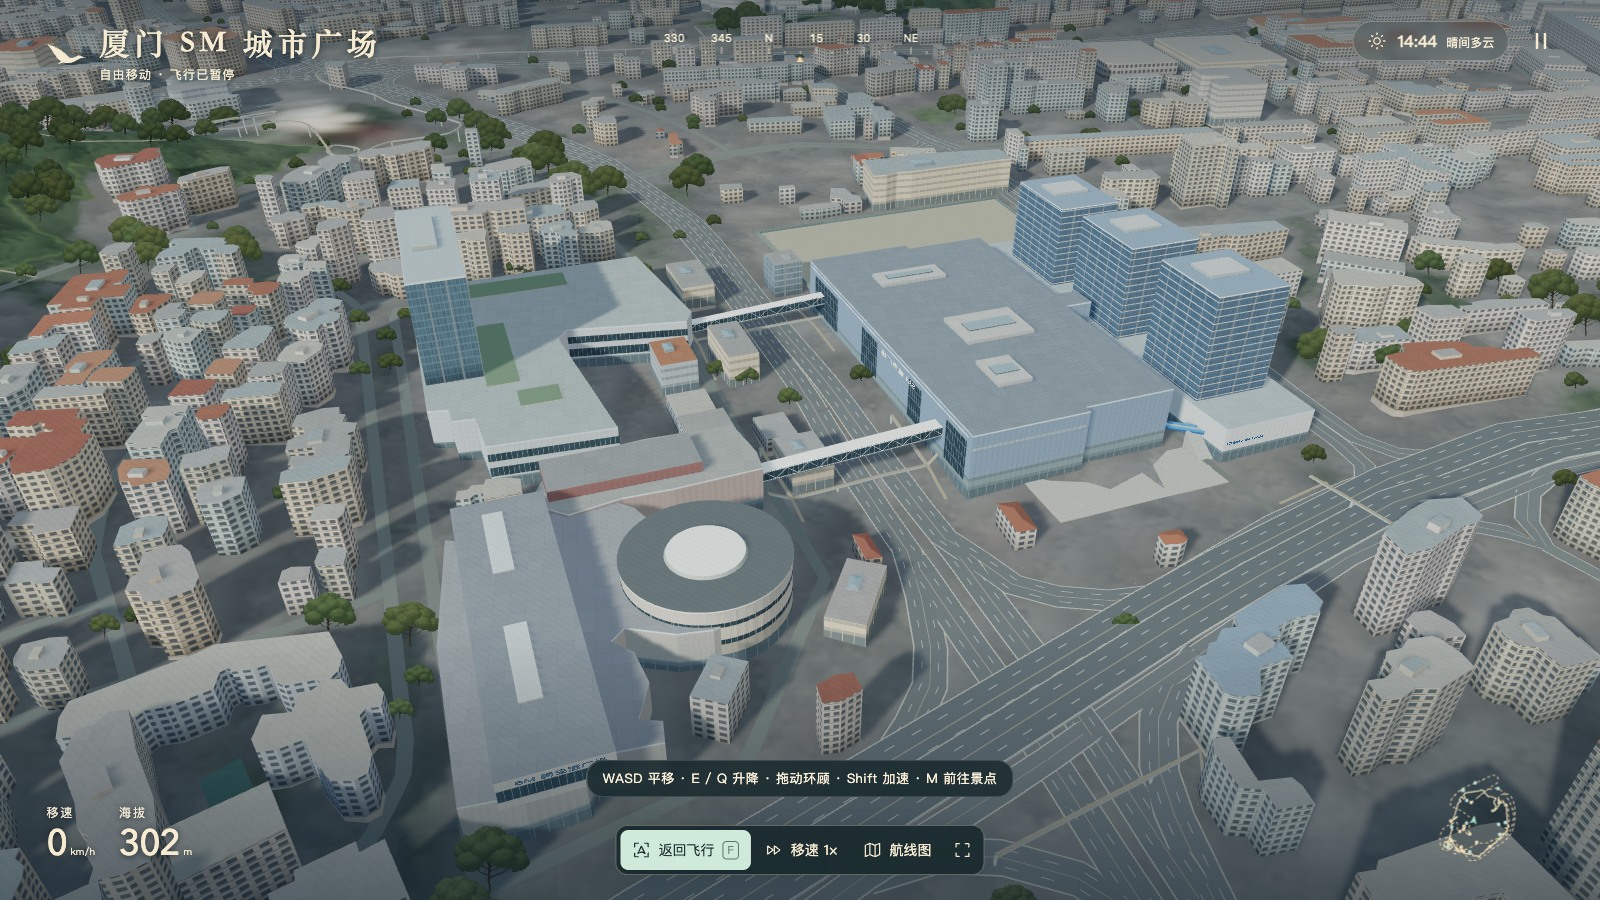 厦门 SM 城市广场
自由移动 · 飞行已暂停
330 345 N 15 30 NE
14:44 晴间多云
WASD 平移 · E / Q 升降 · 拖动环顾 · Shift 加速 · M 前往景点
移速 海拔
0 km/h 302 m
返回飞行 F 移速 1x 航线图